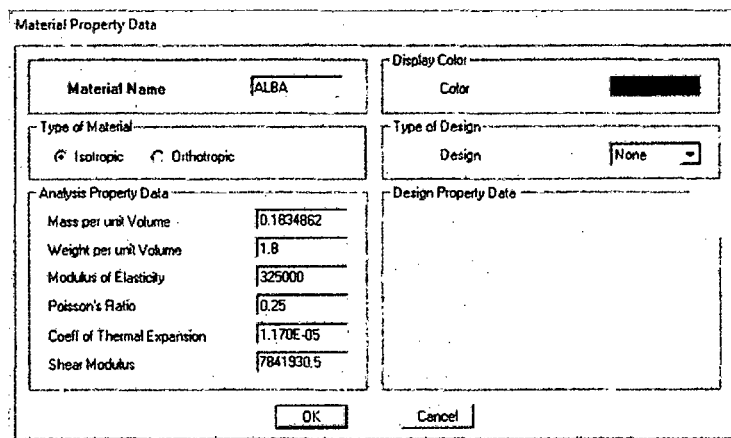 Material Property Data
Material Name ALBA
Display Color
Color
Type of Material
Isotropic Orthotropic
Type of Design
Design None
Analysis Property Data
Mass per unit Volume 0.1834862
Weight per unit Volume 1.8
Modulus of Elasticity 325000
Poisson's Ratio 0.25
Coeff of Thermal Expansion 1.170E-05
Shear Modulus 7841930.5
Design Property Data
OK Cancel